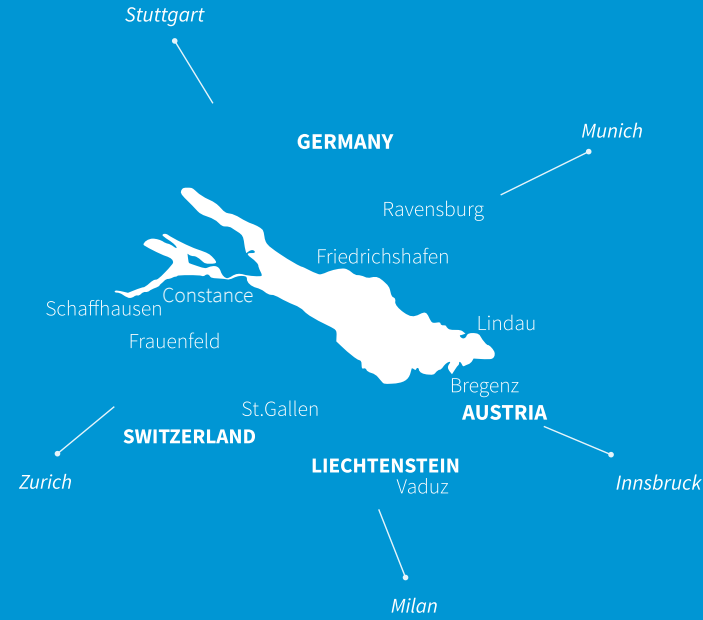 Stuttgart
Munich
GERMANY
Ravensburg
Friedrichshafen
Constance
Schaffhausen
Lindau
Frauenfeld
Bregenz
St.Gallen
AUSTRIA
SWITZERLAND
LIECHTENSTEIN
Zurich
Vaduz
Innsbruck
Milan